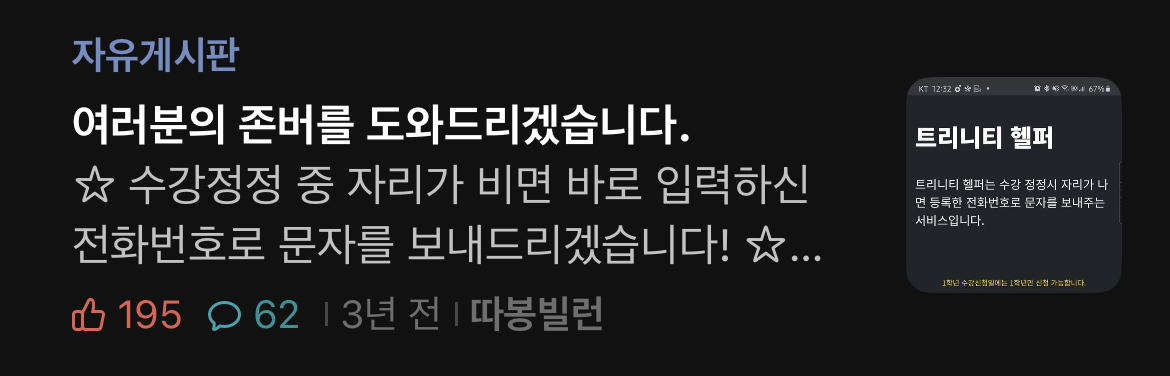 자유게시판
여러분의 존버를 도와드리겠습니다.
☆ 수강정정 중 자리가 비면 바로 입력하신
전화번호로 문자를 보내드리겠습니다! ☆...
195 62 | 3년 전 | 따봉빌런
KT 12:32 67%
트리니티 헬퍼
트리니티 헬퍼는 수강 정정시 자리가 나
면 등록한 전화번호로 문자를 보내주는
서비스입니다.
1학년 수강신청일에는 1학년만 신청 가능합니다.